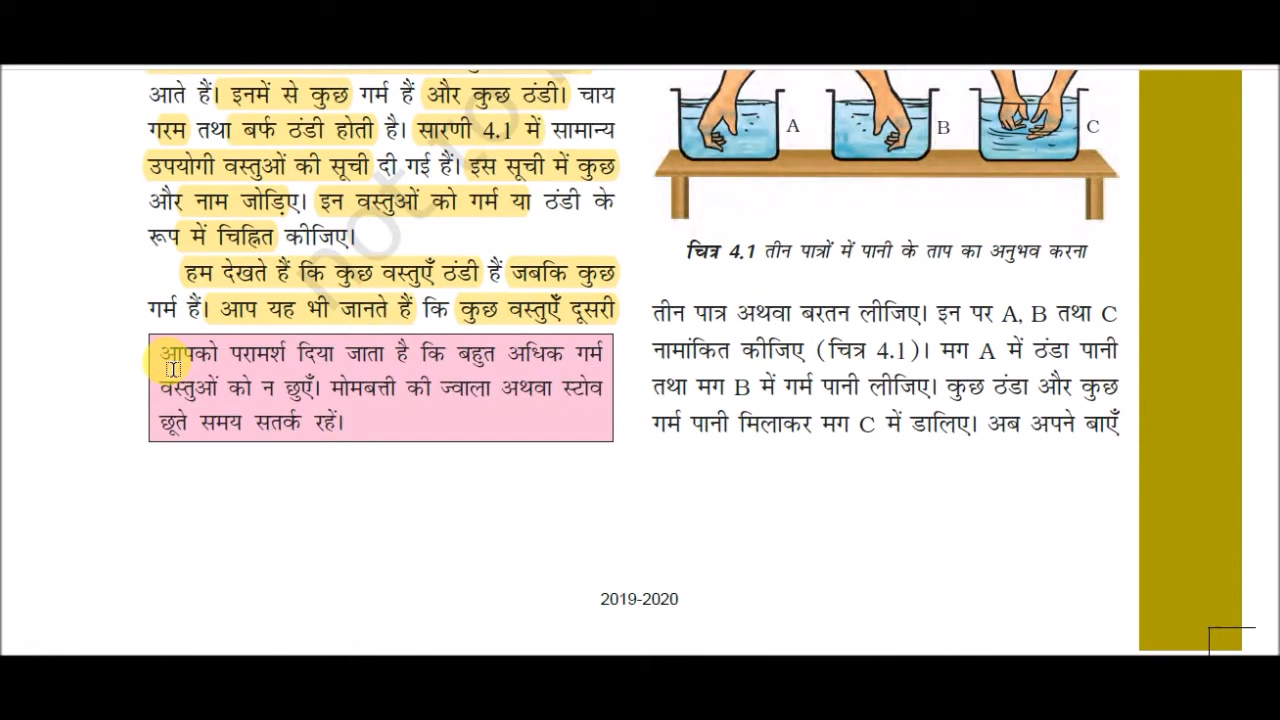 आते हैं। इनमें से कुछ गर्म हैं और कुछ ठंडी। चाय
गरम तथा बर्फ ठंडी होती है। सारणी 4.1 में सामान्य
उपयोगी वस्तुओं की सूची दी गई हैं। इस सूची में कुछ
और नाम जोड़िए। इन वस्तुओं को गर्म या ठंडी के
रूप में चिह्नित कीजिए।
हम देखते हैं कि कुछ वस्तुएँ ठंडी हैं जबकि कुछ
गर्म हैं। आप यह भी जानते हैं कि कुछ वस्तुएँ दूसरी
आपको परामर्श दिया जाता है कि बहुत अधिक गर्म
वस्तुओं को न छुएँ। मोमबत्ती की ज्वाला अथवा स्टोव
छूते समय सतर्क रहें।
not to
A
B
C
चित्र 4.1 तीन पात्रों में पानी के ताप का अनुभव करना
तीन पात्र अथवा बरतन लीजिए। इन पर A, B तथा C
नामांकित कीजिए (चित्र 4.1)। मग A में ठंडा पानी
तथा मग B में गर्म पानी लीजिए। कुछ ठंडा और कुछ
गर्म पानी मिलाकर मग C में डालिए। अब अपने बाएँ
2019-2020